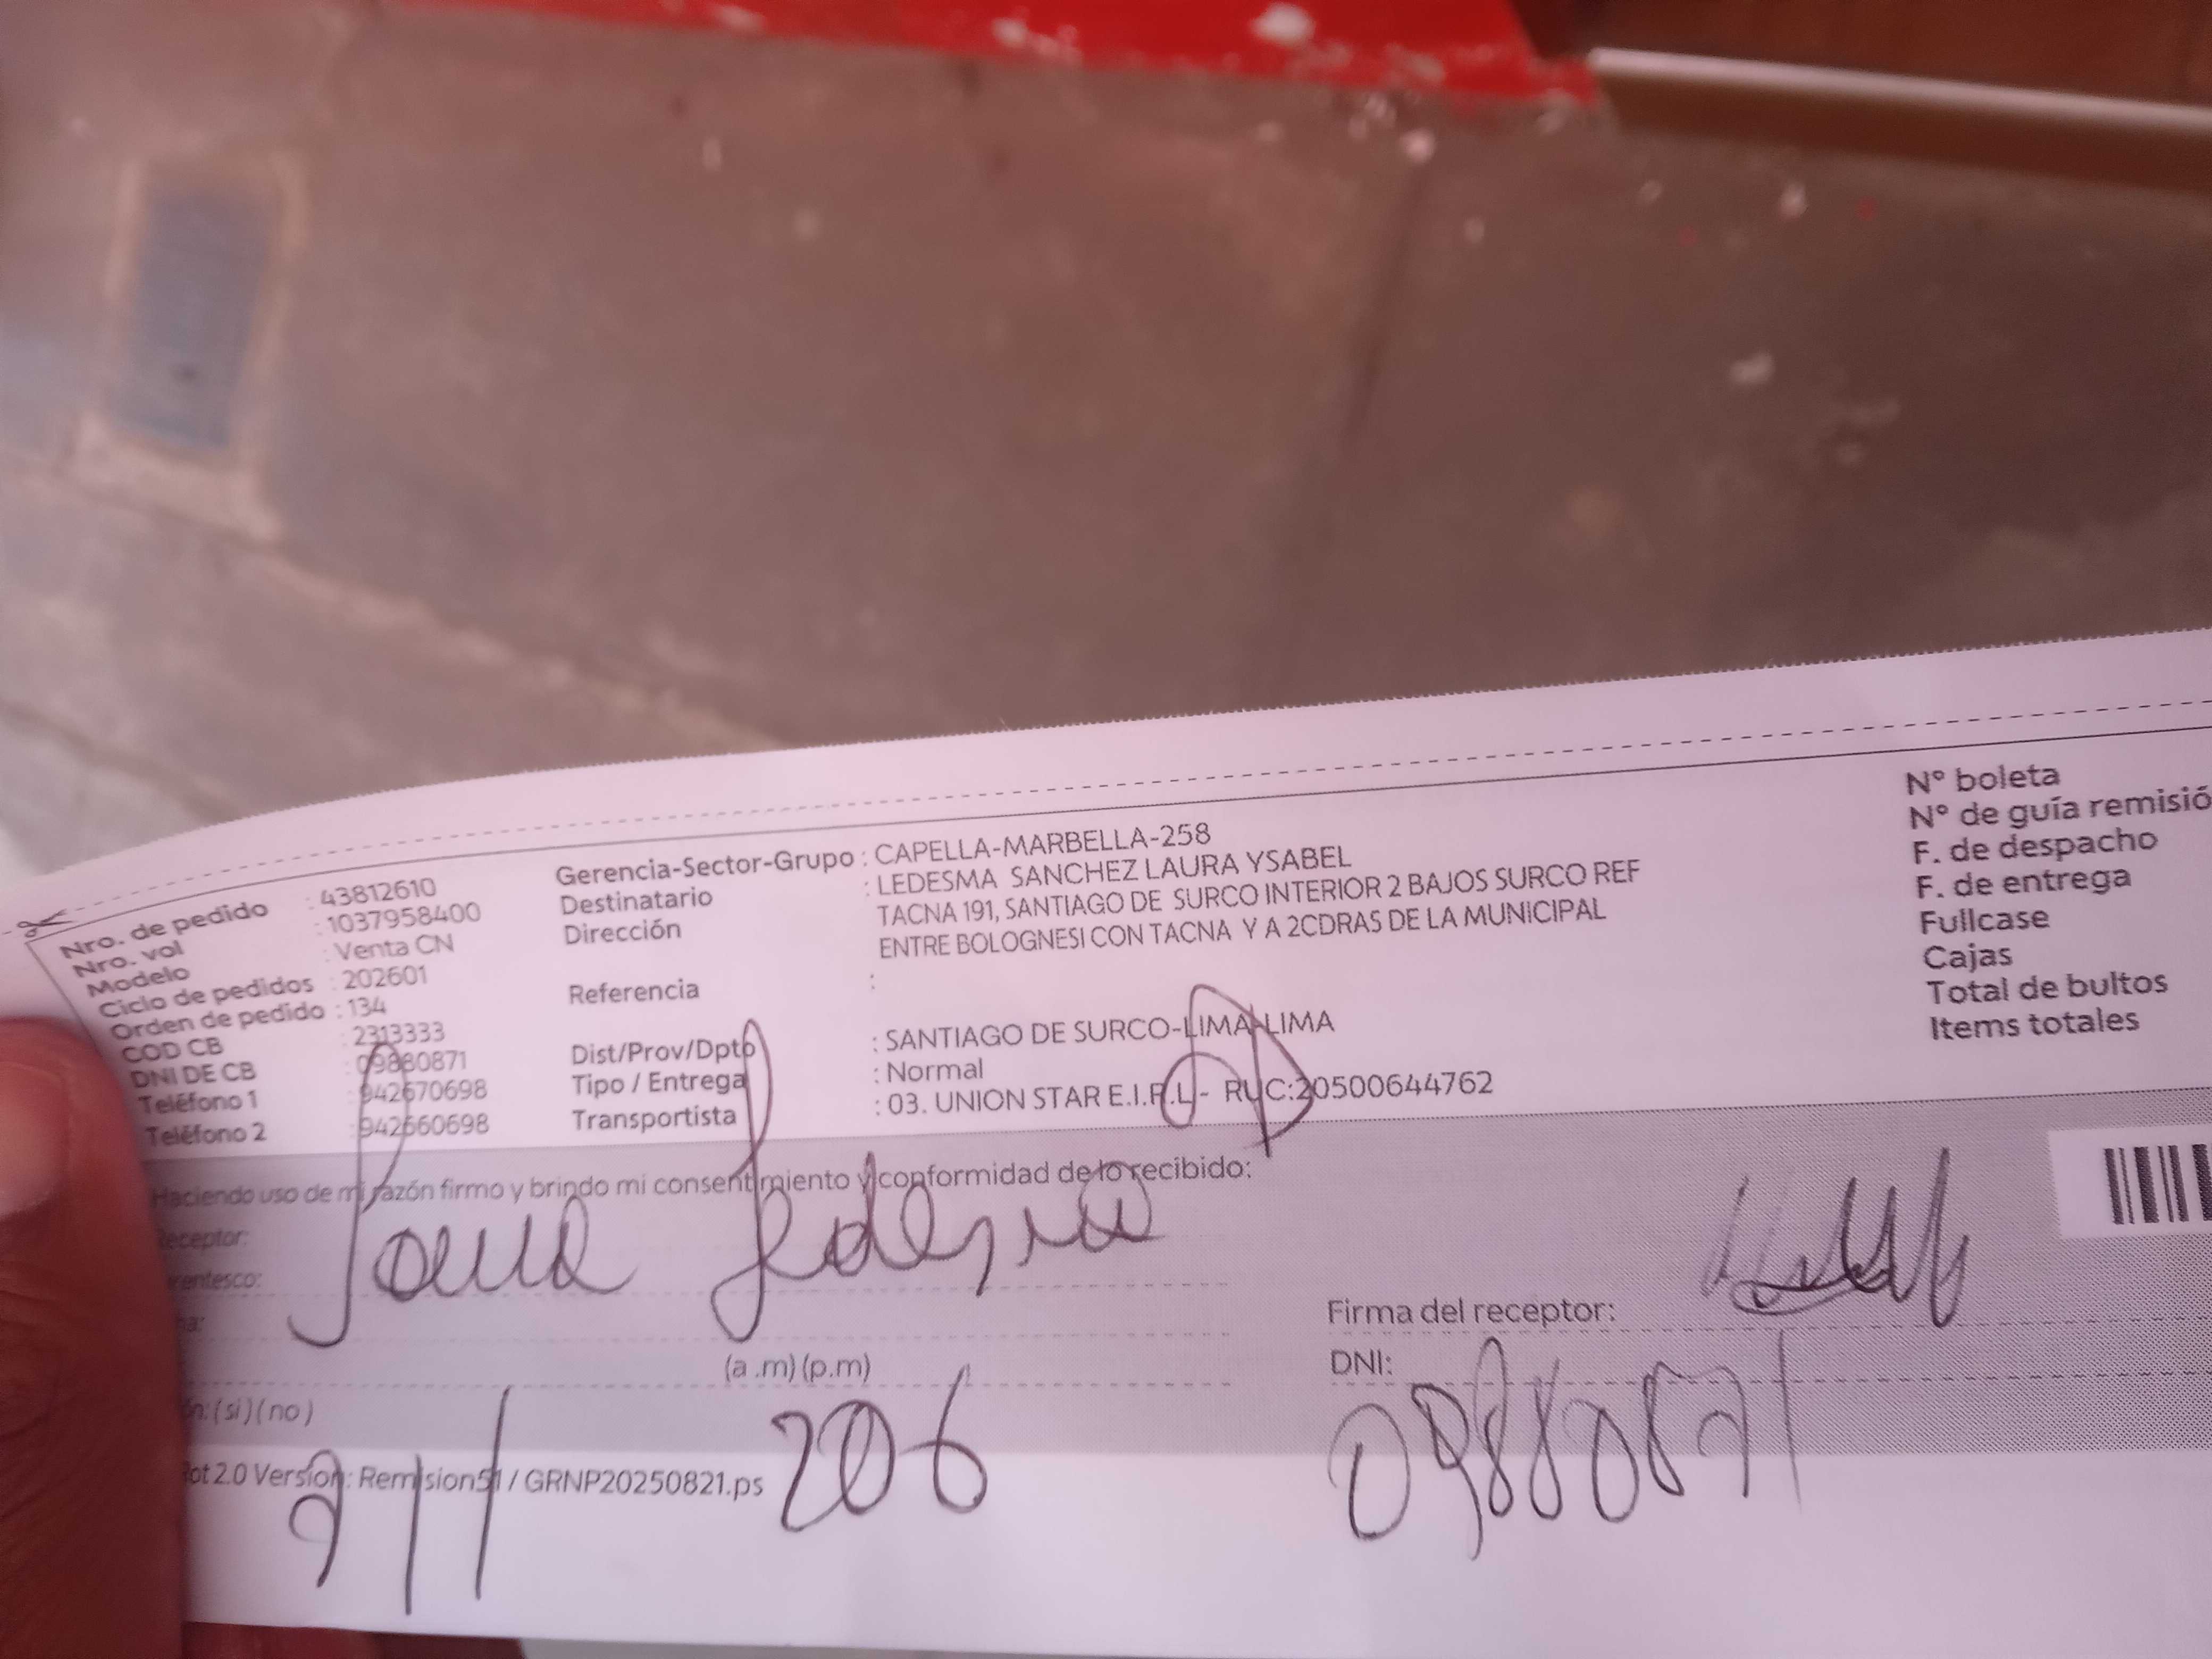 Nro. de pedido : 43812610
Nro. vol : 1037958400
Modelo : Venta CN
Ciclo de pedidos : 202601
Orden de pedido : 134
COD CB : 2313333
DNI DE CB : 09880871
Teléfono 1 : 942670698
Teléfono 2 : 942660698
Gerencia-Sector-Grupo : CAPELLA-MARBELLA-258
Destinatario : LEDESMA SANCHEZ LAURA YSABEL
Dirección : TACNA 191, SANTIAGO DE SURCO INTERIOR 2 BAJOS SURCO REF
ENTRE BOLOGNESI CON TACNA Y A 2CDRAS DE LA MUNICIPAL
Referencia :
Dist/Prov/Dpto : SANTIAGO DE SURCO-LIMA-LIMA
Tipo / Entrega : Normal
Transportista : 03. UNION STAR E.I.R.L - RUC:20500644762
N° boleta
N° de guía remisió
F. de despacho
F. de entrega
Fullcase
Cajas
Total de bultos
Items totales
Haciendo uso de mi razón firmo y brindo mi consentimiento y conformidad de lo recibido:
Receptor:
rentesco:
Ledesma
(a .m) (p.m)
n: (si) (no)
Firma del receptor:
DNI:
09880871
9 / 1 / 206
ot 2.0 Version: Remision51 / GRNP20250821.ps